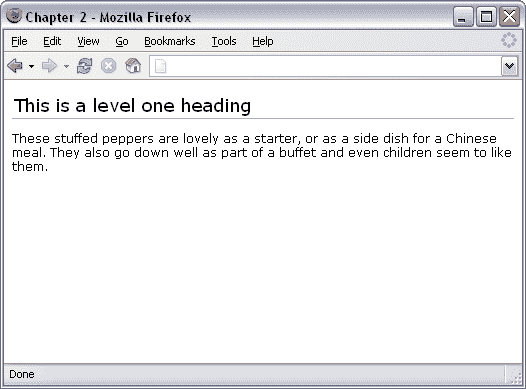 Chapter 2 - Mozilla Firefox
File Edit View Go Bookmarks Tools Help
This is a level one heading
These stuffed peppers are lovely as a starter, or as a side dish for a Chinese
meal. They also go down well as part of a buffet and even children seem to like
them.
Done